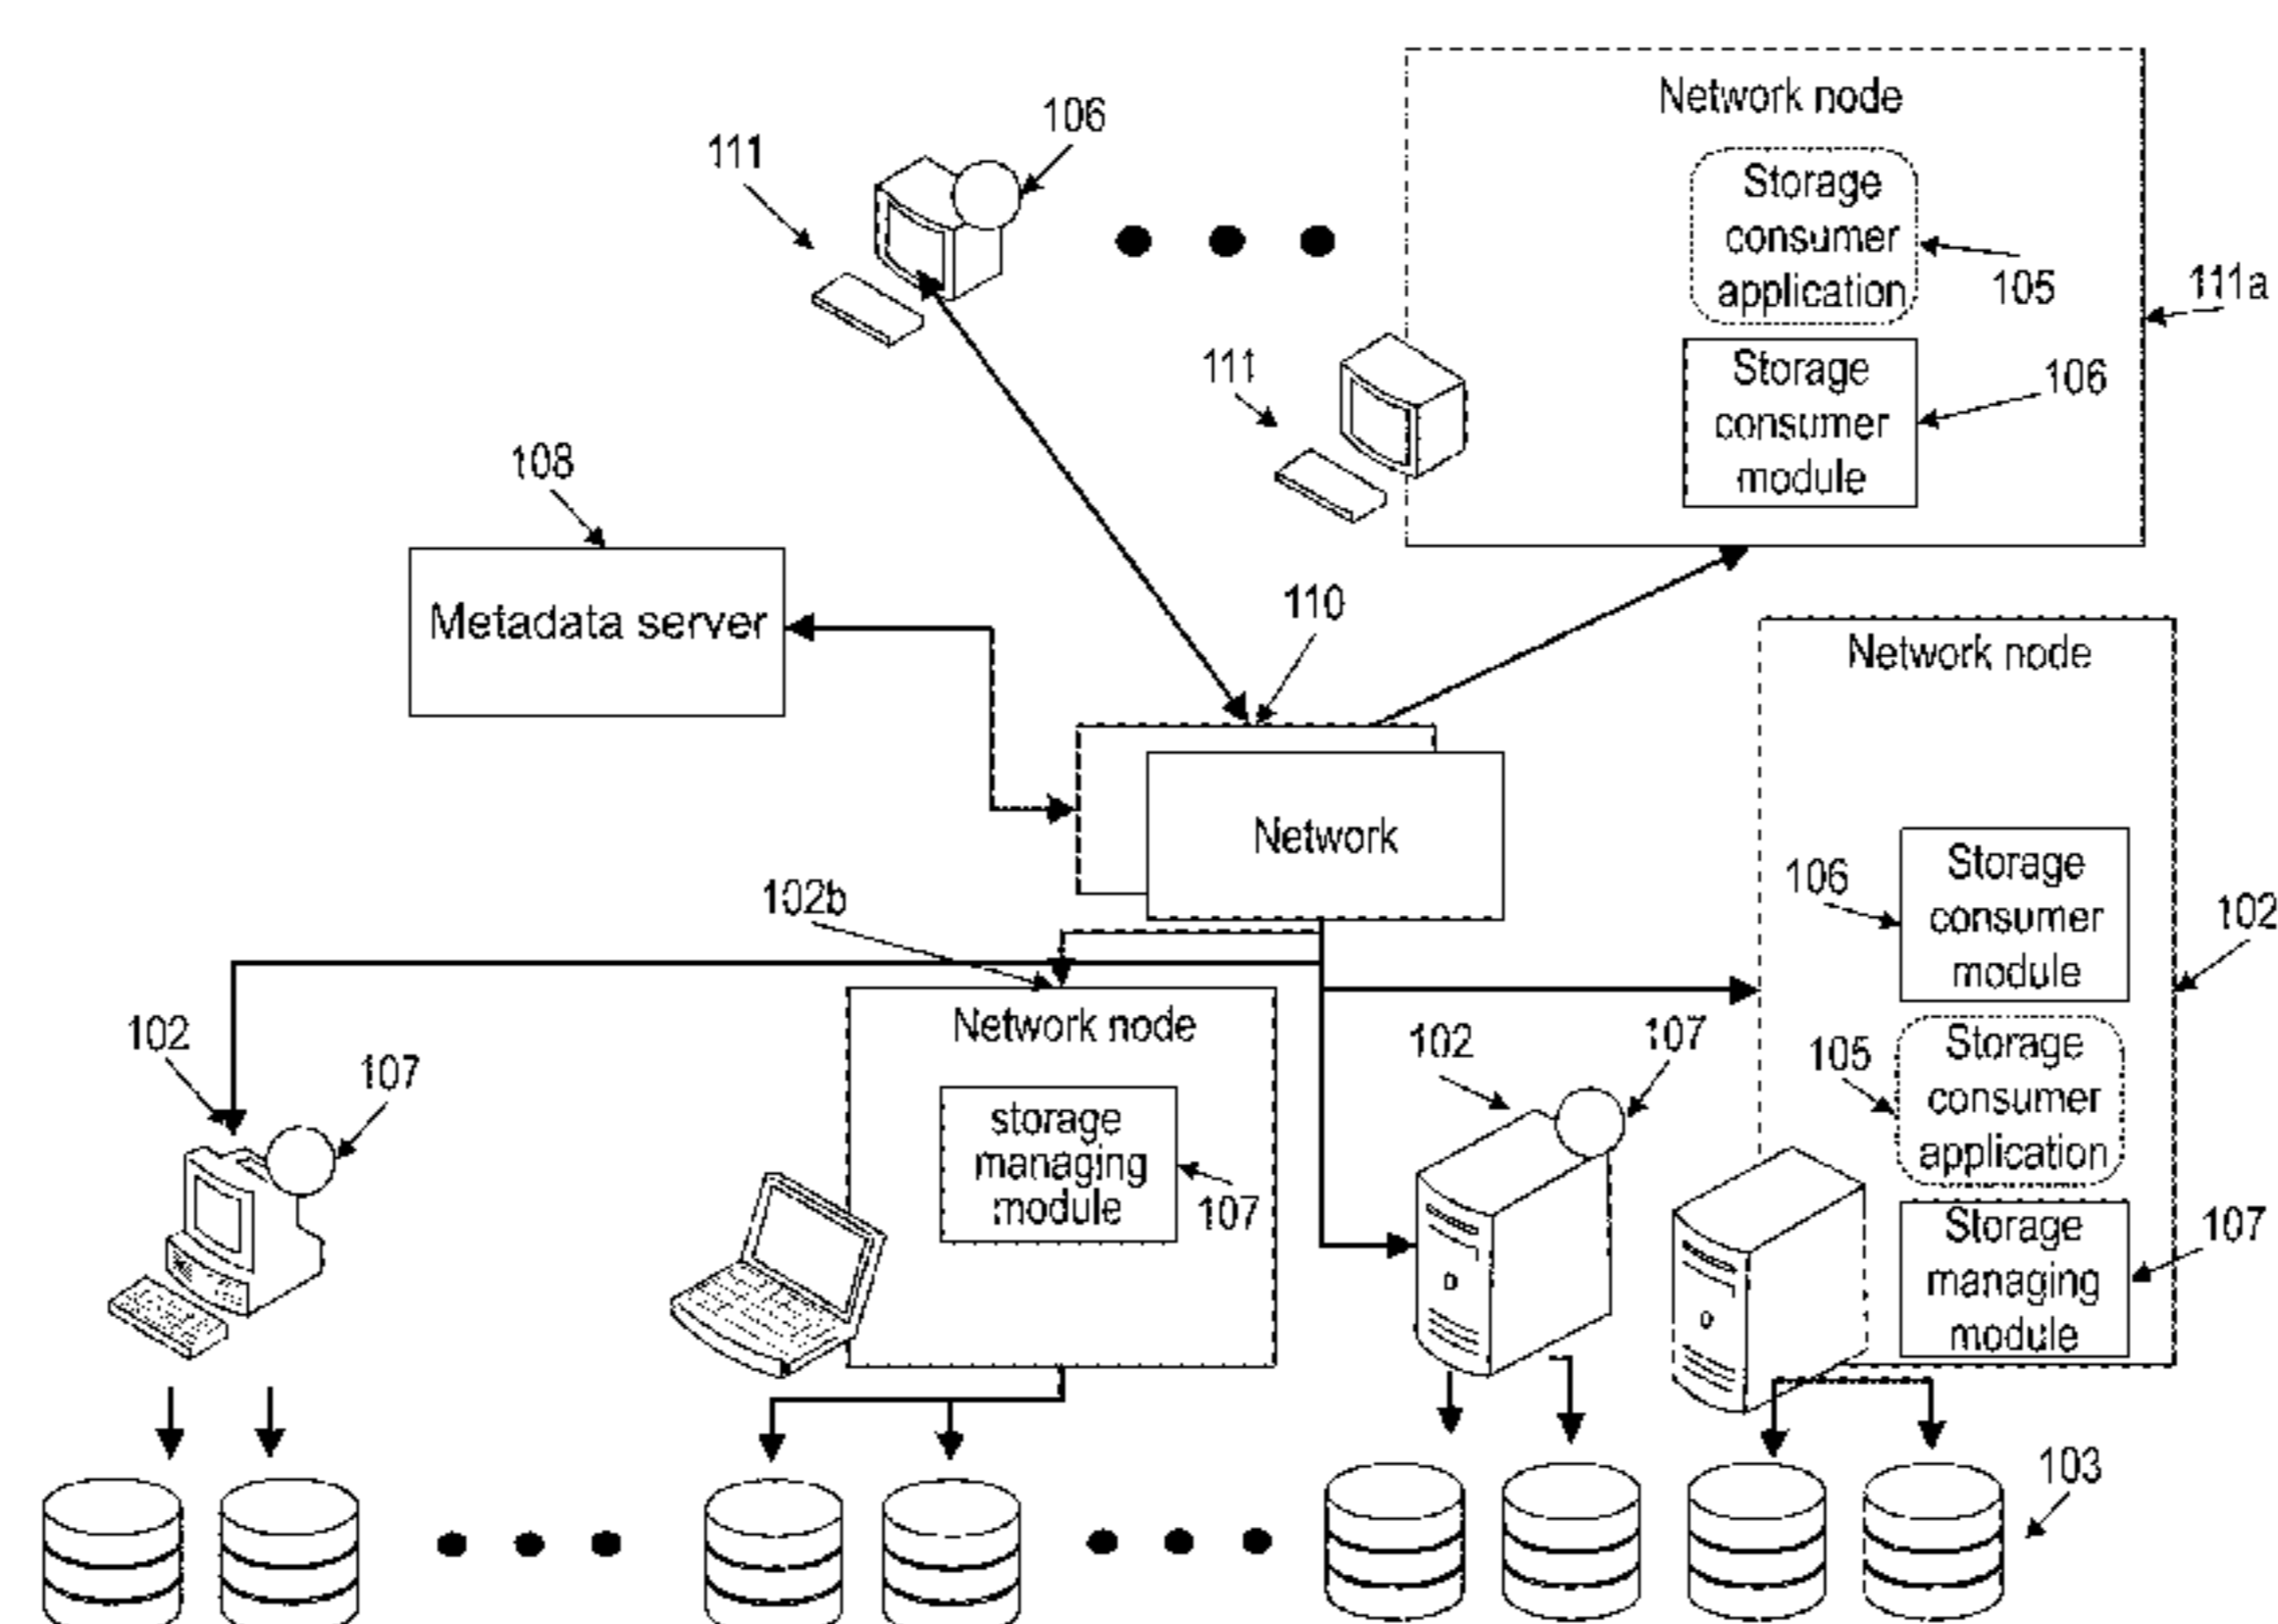 Network node
106
111
Storage
consumer
application
105
111a
111
Storage
consumer
module
106
108
Metadata server
110
Network node
Network
102b
106
Storage
consumer
module
102
Network node
102
107
storage
managing
module
107
102
107
105
Storage
consumer
application
Storage
managing
module
107
103